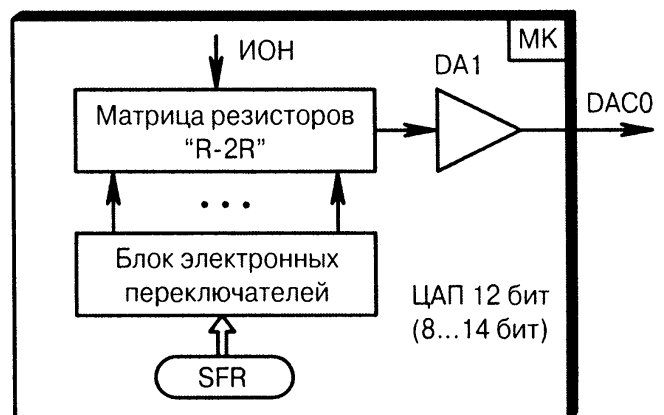 МК
ИОН
DA1
DAC0
Матрица резисторов
“R-2R”
• • •
Блок электронных
переключателей
ЦАП 12 бит
(8...14 бит)
SFR